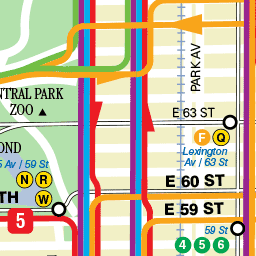 PARK AV
NTRAL PARK
ZOO ▲
E 63 ST
F Q
Lexington
Av / 63 St
OND
5 Av / 59 St
N R
W
TH
E 60 ST
E 59 ST
5
59 St
4 5 6